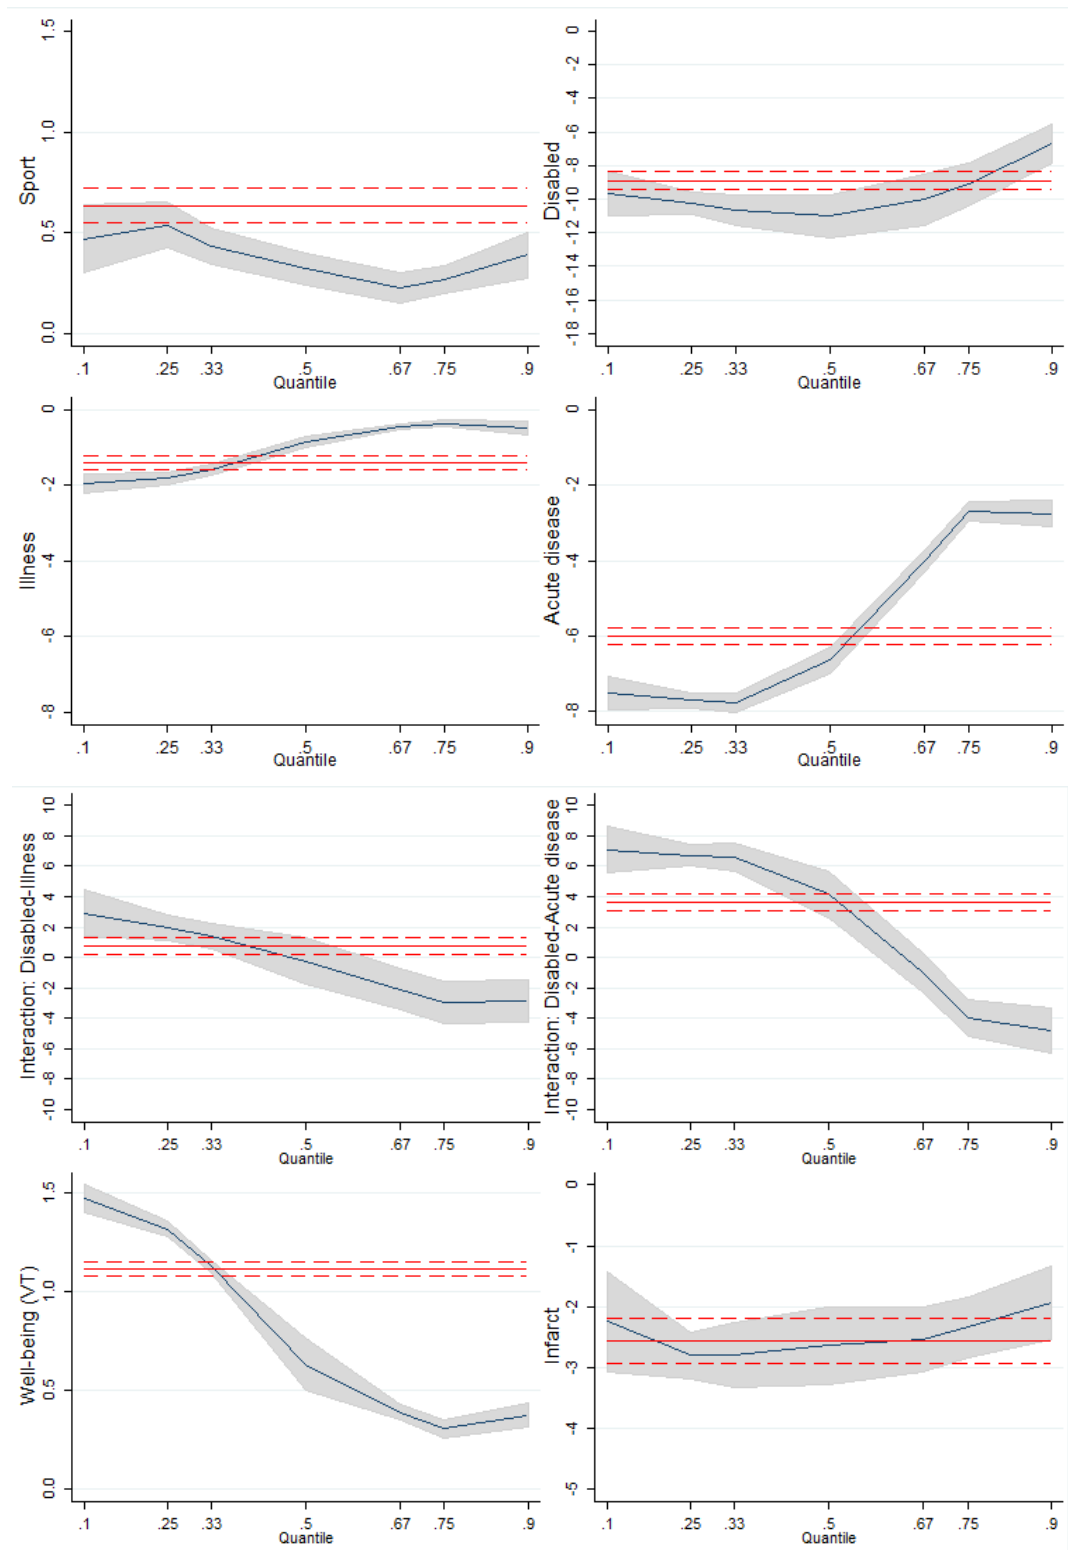 Sport
1.5
1.0
0.5
0.0
.1 .25 .33 .5 .67 .75 .9
Quantile
Disabled
0
-2
-4
-6
-8
-10
-12
-14
-16
-18
.1 .25 .33 .5 .67 .75 .9
Quantile
Illness
0
-2
-4
-6
-8
.1 .25 .33 .5 .67 .75 .9
Quantile
Acute disease
0
-2
-4
-6
-8
.1 .25 .33 .5 .67 .75 .9
Quantile
Interaction: Disabled-Illness
10
8
6
4
2
0
-2
-4
-6
-8
-10
.1 .25 .33 .5 .67 .75 .9
Quantile
Interaction: Disabled-Acute disease
10
8
6
4
2
0
-2
-4
-6
-8
-10
.1 .25 .33 .5 .67 .75 .9
Quantile
Well-being (VT)
1.5
1.0
0.5
0.0
.1 .25 .33 .5 .67 .75 .9
Quantile
Infarct
0
-1
-2
-3
-4
-5
.1 .25 .33 .5 .67 .75 .9
Quantile